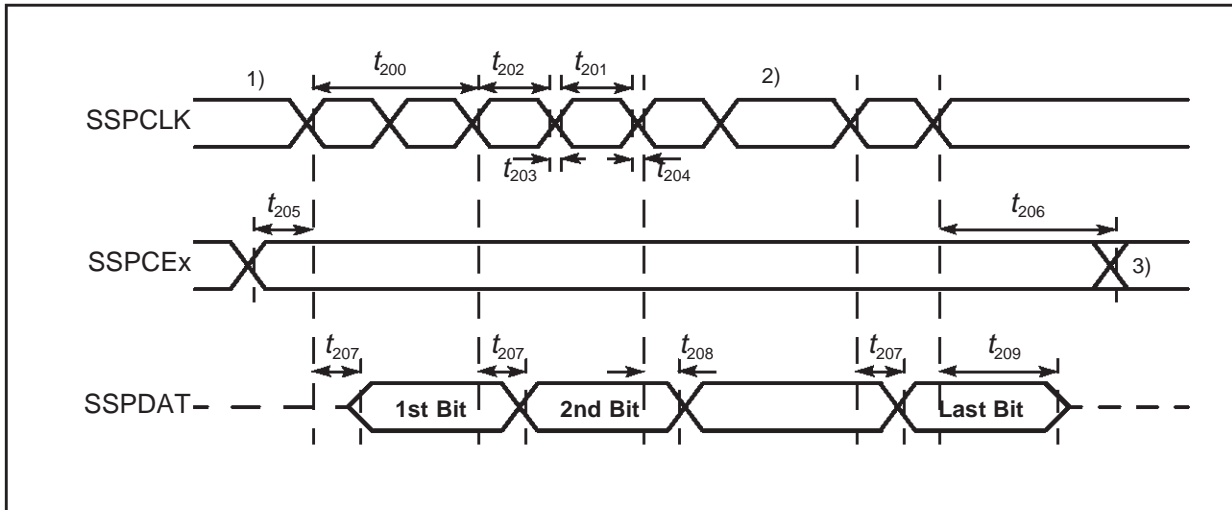 1) t200 t202 t201 2)
SSPCLK
t203 t204
t205 t206
SSPCEx 3)
t207 t207 t208 t207 t209
SSPDAT 1st Bit 2nd Bit Last Bit